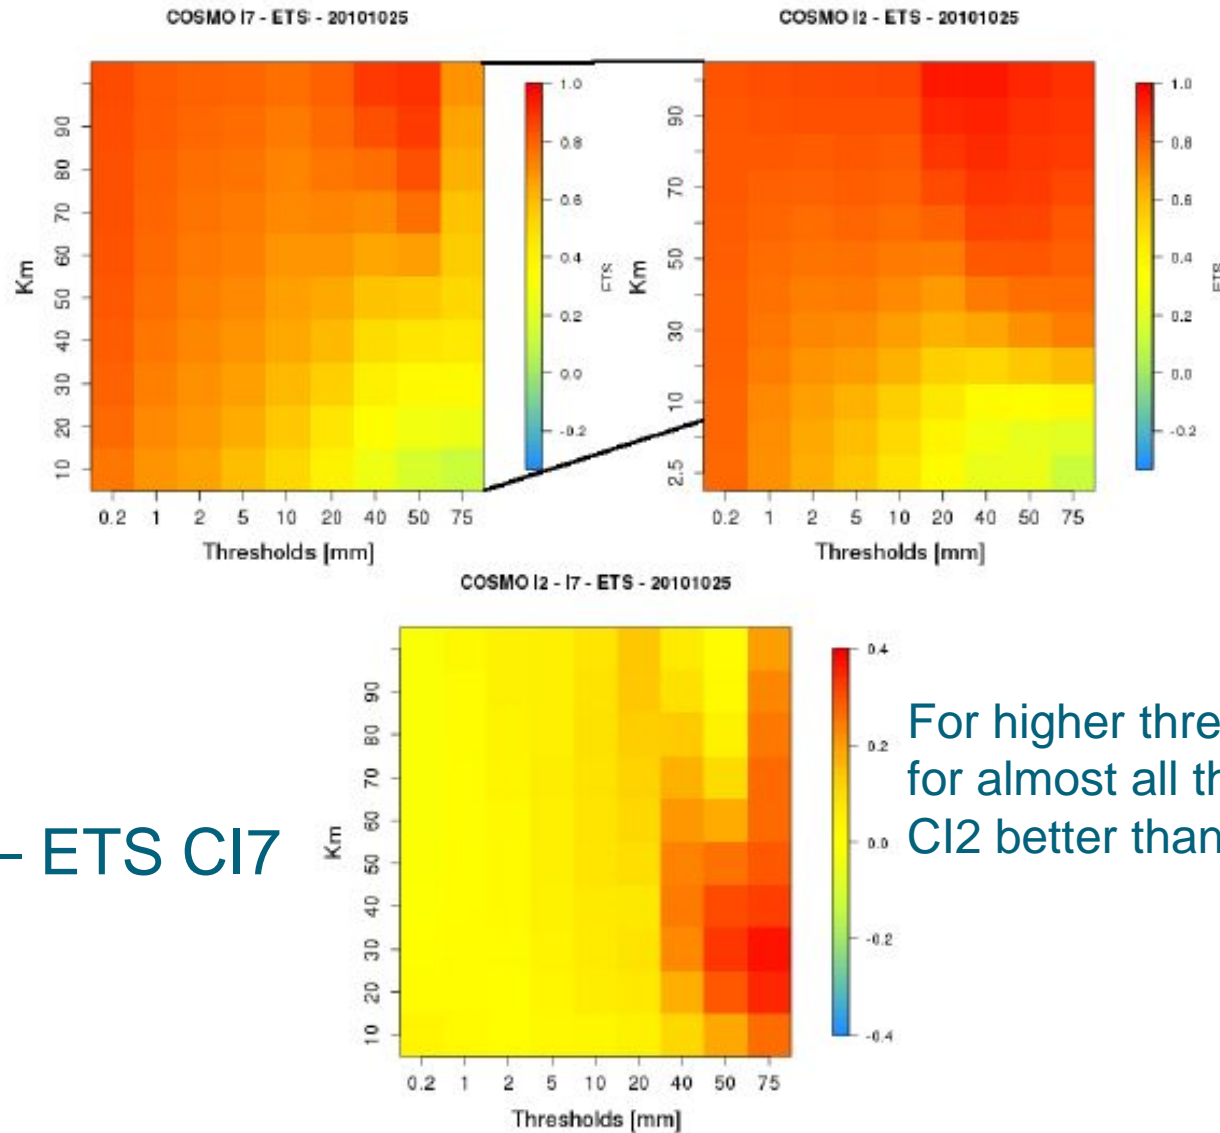 COSMO I7 - ETS - 20101025
COSMO I2 - ETS - 20101025
90
80
70
60
50
40
30
20
10
Km
0.2 1 2 5 10 20 40 50 75
Thresholds [mm]
1.0
0.8
0.6
0.4
0.2
0.0
-0.2
ETS
90
70
50
30
10
2.5
Km
0.2 1 2 5 10 20 40 50 75
Thresholds [mm]
1.0
0.8
0.6
0.4
0.2
0.0
-0.2
ETS
COSMO I2 - I7 - ETS - 20101025
90
80
70
60
50
40
30
20
10
Km
0.2 1 2 5 10 20 40 50 75
Thresholds [mm]
0.4
0.2
0.0
-0.2
-0.4
– ETS CI7
For higher thre
for almost all th
CI2 better than